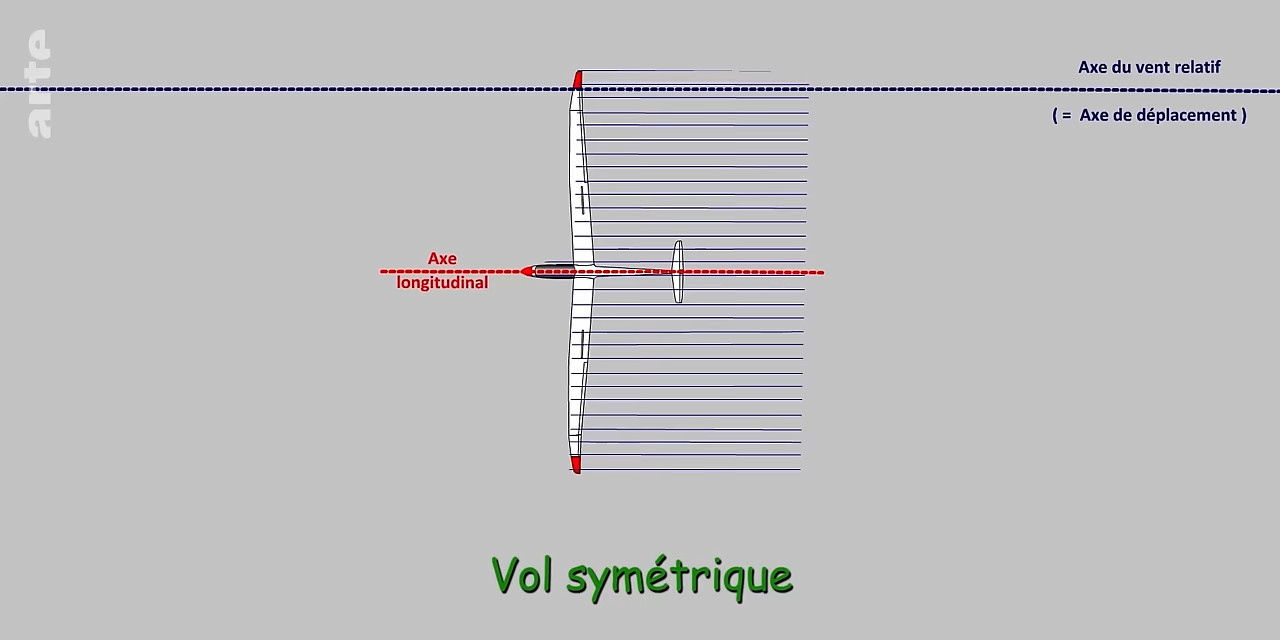 arte
Axe du vent relatif
( = Axe de déplacement )
Axe
longitudinal
Vol symétrique